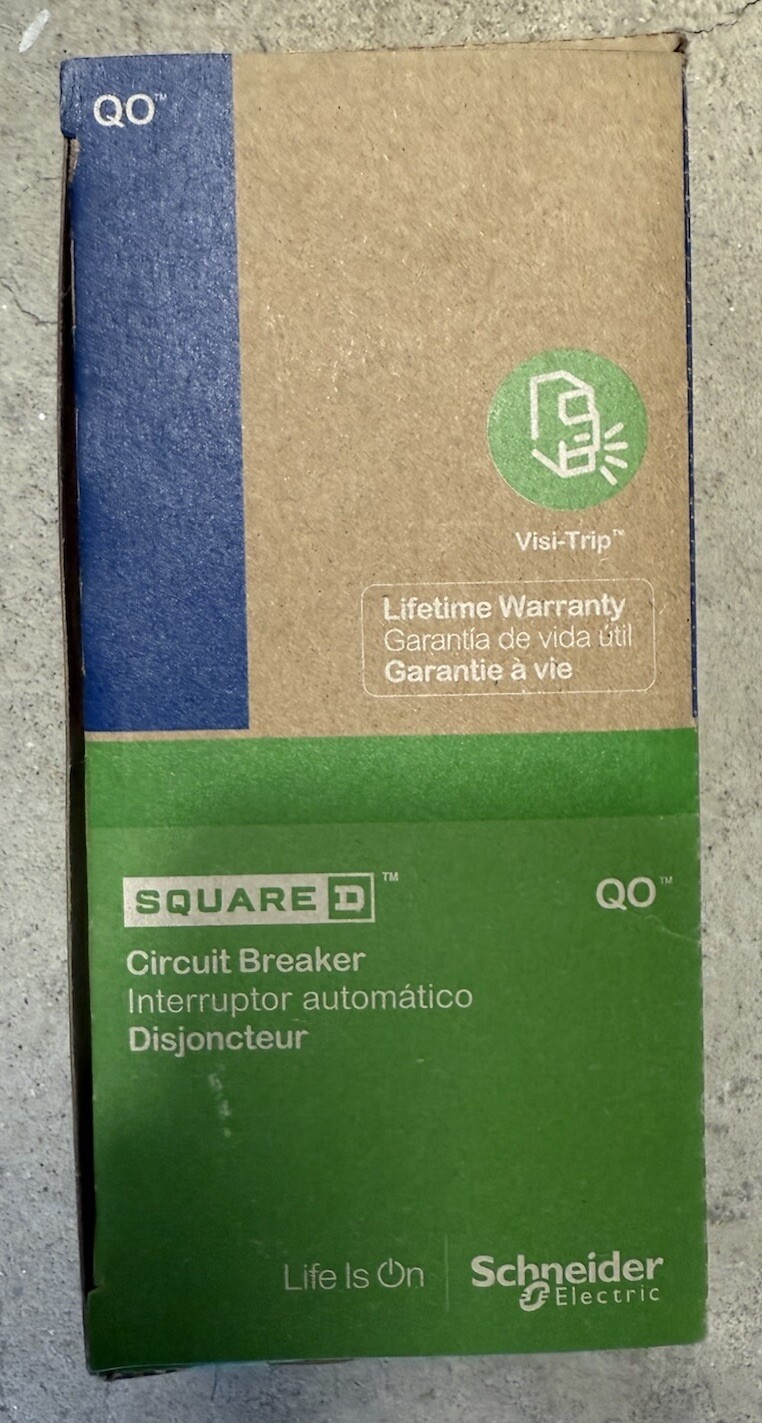 QO™
Visi-Trip™
Lifetime Warranty
Garantía de vida útil
Garantie à vie
SQUARE D™
QO™
Circuit Breaker
Interruptor automático
Disjoncteur
Life Is On
Schneider
Electric